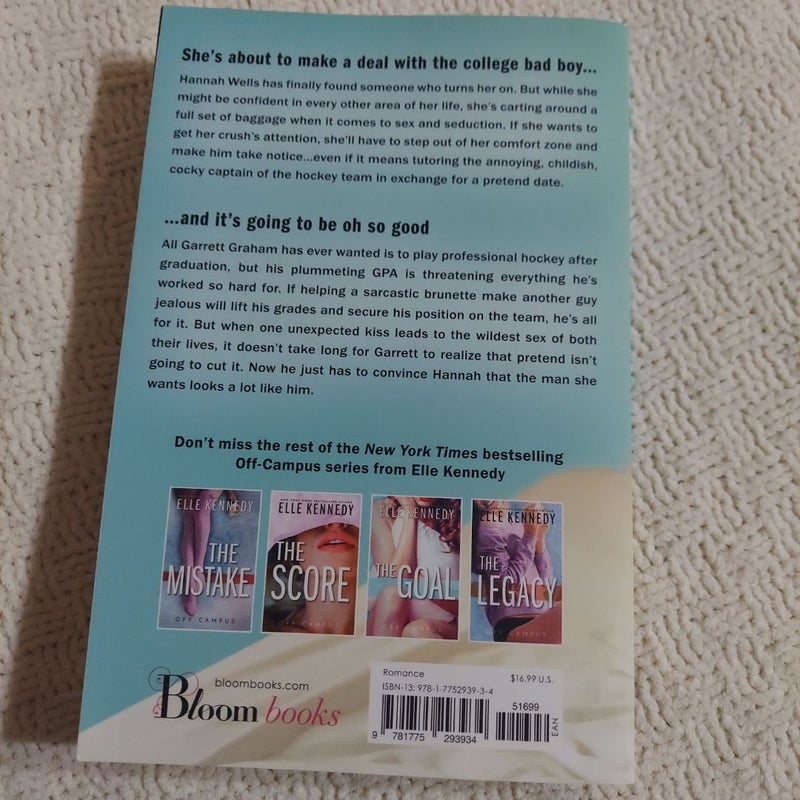 She's about to make a deal with the college bad boy...
Hannah Wells has finally found someone who turns her on. But while she
might be confident in every other area of her life, she's carting around a
full set of baggage when it comes to sex and seduction. If she wants to
get her crush's attention, she'll have to step out of her comfort zone and
make him take notice...even if it means tutoring the annoying, childish,
cocky captain of the hockey team in exchange for a pretend date.
...and it's going to be oh so good
All Garrett Graham has ever wanted is to play professional hockey after
graduation, but his plummeting GPA is threatening everything he's
worked so hard for. If helping a sarcastic brunette make another guy
jealous will lift his grades and secure his position on the team, he's all
for it. But when one unexpected kiss leads to the wildest sex of both
their lives, it doesn't take long for Garrett to realize that pretend isn't
going to cut it. Now he just has to convince Hannah that the man she
wants looks a lot like him.
Don't miss the rest of the New York Times bestselling
Off-Campus series from Elle Kennedy
ELLE KENNEDY
THE
MISTAKE
OFF-CAMPUS
ELLE KENNEDY
THE
SCORE
OFF-CAMPUS
ELLE KENNEDY
THE GOAL
OFF-CAMPUS
ELLE KENNEDY
THE
LEGACY
OFF-CAMPUS
bloombooks.com
Bloom books
Romance
$16.99 U.S.
ISBN-13: 978-1-7752939-3-4
51699
9 781775 293934
EAN